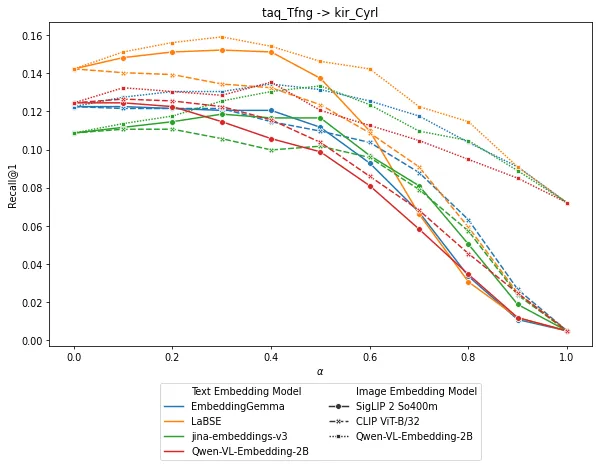 taq_Tfng -> kir_Cyrl
Recall@1
0.16
0.14
0.12
0.10
0.08
0.06
0.04
0.02
0.00
0.0 0.2 0.4 0.6 0.8 1.0
α
Text Embedding Model
EmbeddingGemma
LaBSE
jina-embeddings-v3
Qwen-VL-Embedding-2B
Image Embedding Model
SigLIP 2 So400m
CLIP ViT-B/32
Qwen-VL-Embedding-2B